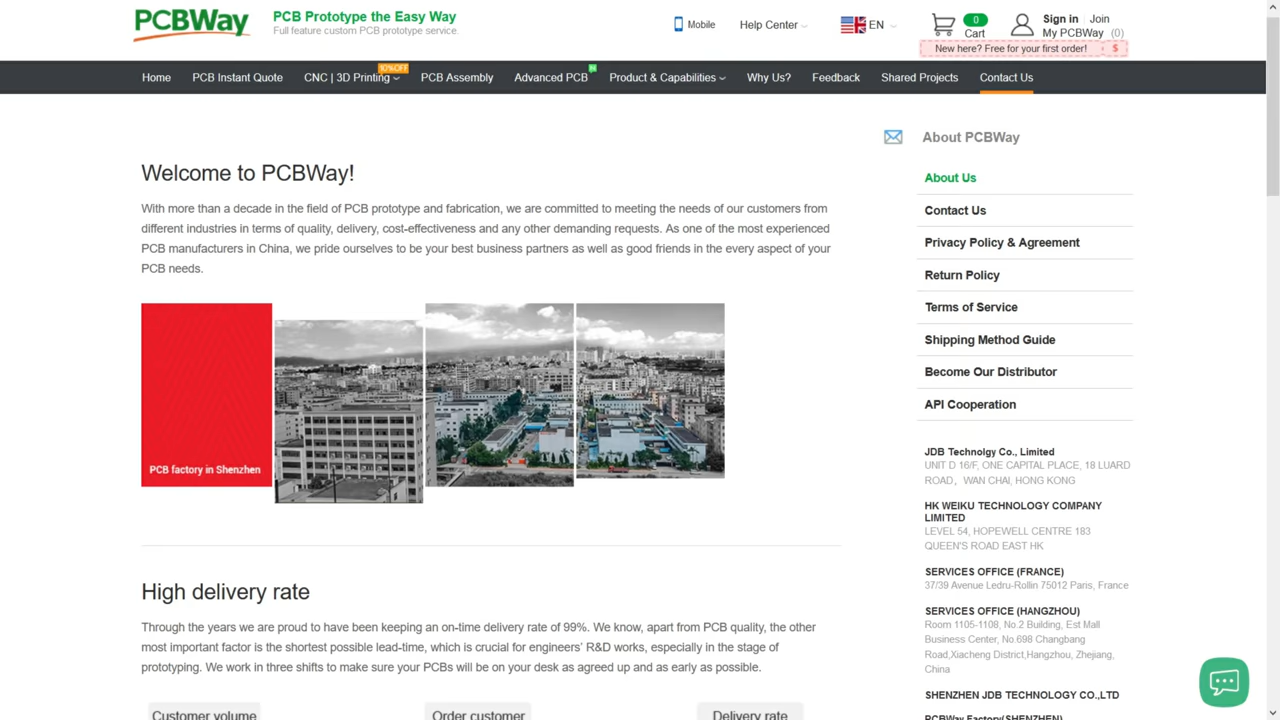 PCBWay
PCB Prototype the Easy Way
Full feature custom PCB prototype service.
Mobile
Help Center
EN
0
Cart
Sign in | Join
My PCBWay (0)
New here? Free for your first order! $
Home
PCB Instant Quote
CNC | 3D Printing
10%OFF
PCB Assembly
Advanced PCB
N
Product & Capabilities
Why Us?
Feedback
Shared Projects
Contact Us
Welcome to PCBWay!
With more than a decade in the field of PCB prototype and fabrication, we are committed to meeting the needs of our customers from
different industries in terms of quality, delivery, cost-effectiveness and any other demanding requests. As one of the most experienced
PCB manufacturers in China, we pride ourselves to be your best business partners as well as good friends in the every aspect of your
PCB needs.
PCB factory in Shenzhen
High delivery rate
Through the years we are proud to have been keeping an on-time delivery rate of 99%. We know, apart from PCB quality, the other
most important factor is the shortest possible lead-time, which is crucial for engineers' R&D works, especially in the stage of
prototyping. We work in three shifts to make sure your PCBs will be on your desk as agreed up and as early as possible.
Customer volume
Order customer
Delivery rate
About PCBWay
About Us
Contact Us
Privacy Policy & Agreement
Return Policy
Terms of Service
Shipping Method Guide
Become Our Distributor
API Cooperation
JDB Technolgy Co., Limited
UNIT D 16/F, ONE CAPITAL PLACE, 18 LUARD
ROAD，WAN CHAI, HONG KONG
HK WEIKU TECHNOLOGY COMPANY
LIMITED
LEVEL 54, HOPEWELL CENTRE 183
QUEEN'S ROAD EAST HK
SERVICES OFFICE (FRANCE)
37/39 Avenue Ledru-Rollin 75012 Paris, France
SERVICES OFFICE (HANGZHOU)
Room 1105-1108, No.2 Building, Est Mall
Business Center, No.698 Changbang
Road,Xiacheng District,Hangzhou, Zhejiang,
China
SHENZHEN JDB TECHNOLOGY CO.,LTD
PCBWay Factory(SHENZHEN)